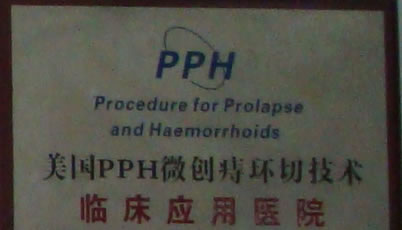 PPH
Procedure for Prolapse
and Haemorrhoids
美国PPH微创痔环切技术
临床应用医院